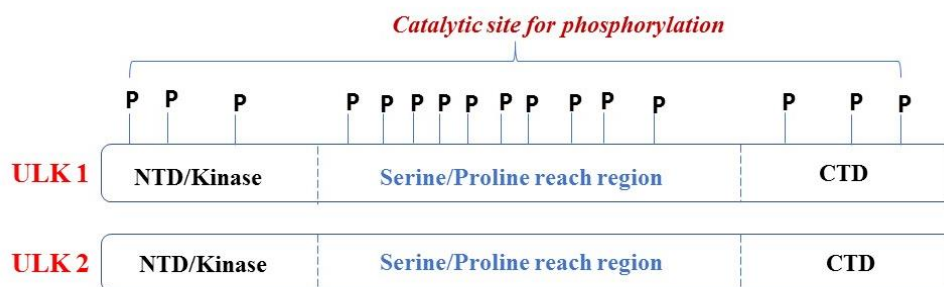 Catalytic site for phosphorylation
P P P P P P P P P P P P P P P P
ULK 1 NTD/Kinase Serine/Proline reach region CTD
ULK 2 NTD/Kinase Serine/Proline reach region CTD